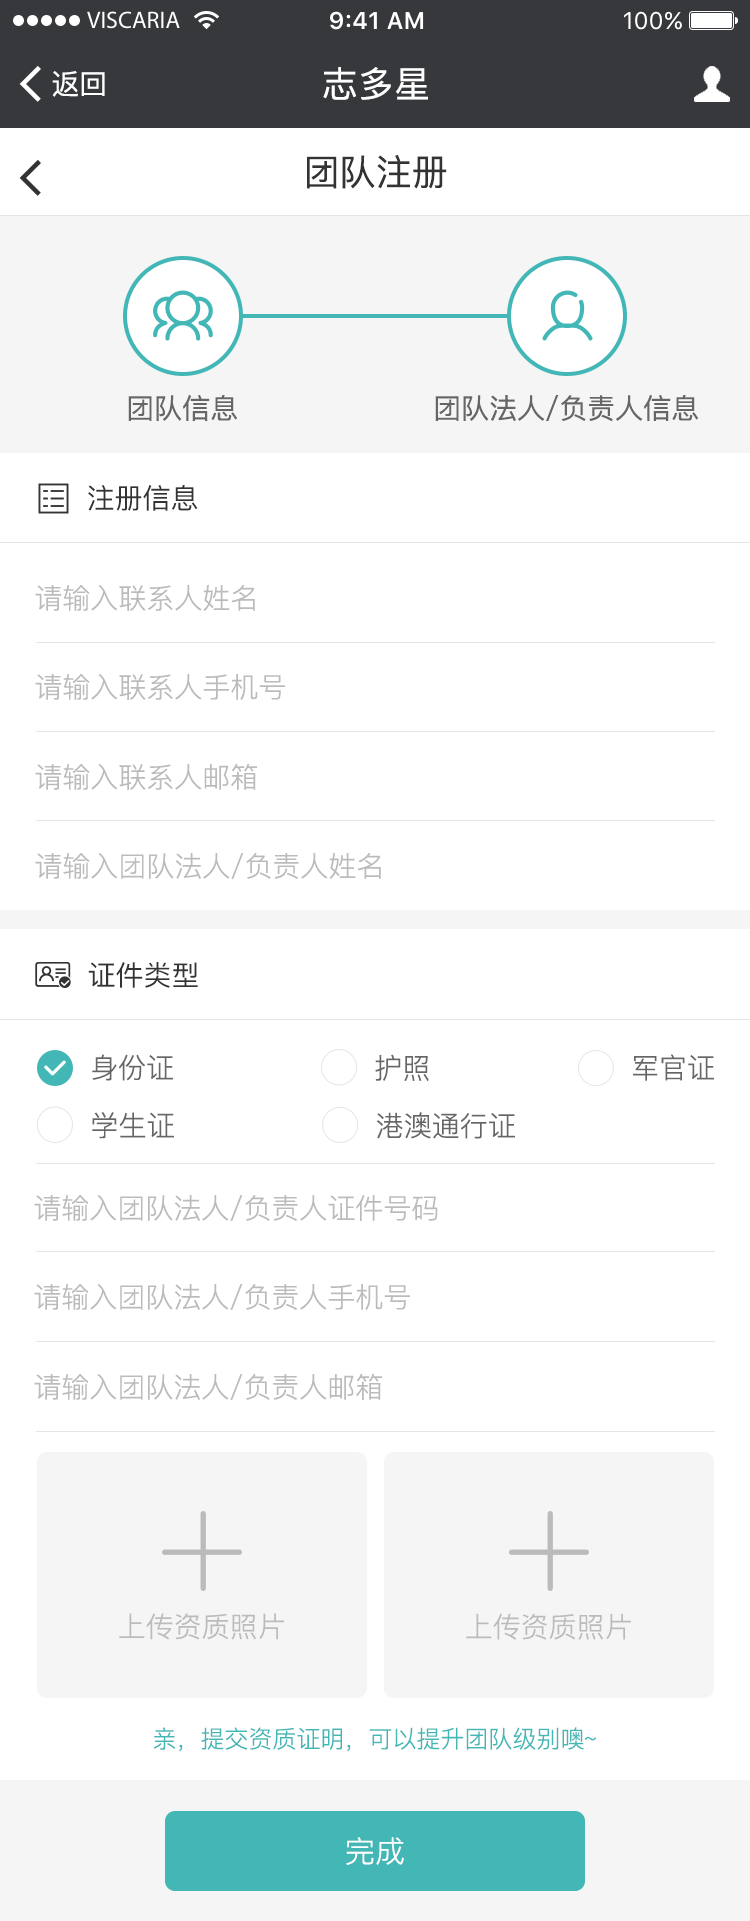 VISCARIA 9:41 AM 100%
返回 志多星
团队注册
团队信息 团队法人/负责人信息
注册信息
请输入联系人姓名
请输入联系人手机号
请输入联系人邮箱
请输入团队法人/负责人姓名
证件类型
身份证 护照 军官证
学生证 港澳通行证
请输入团队法人/负责人证件号码
请输入团队法人/负责人手机号
请输入团队法人/负责人邮箱
上传资质照片 上传资质照片
亲，提交资质证明，可以提升团队级别噢~
完成